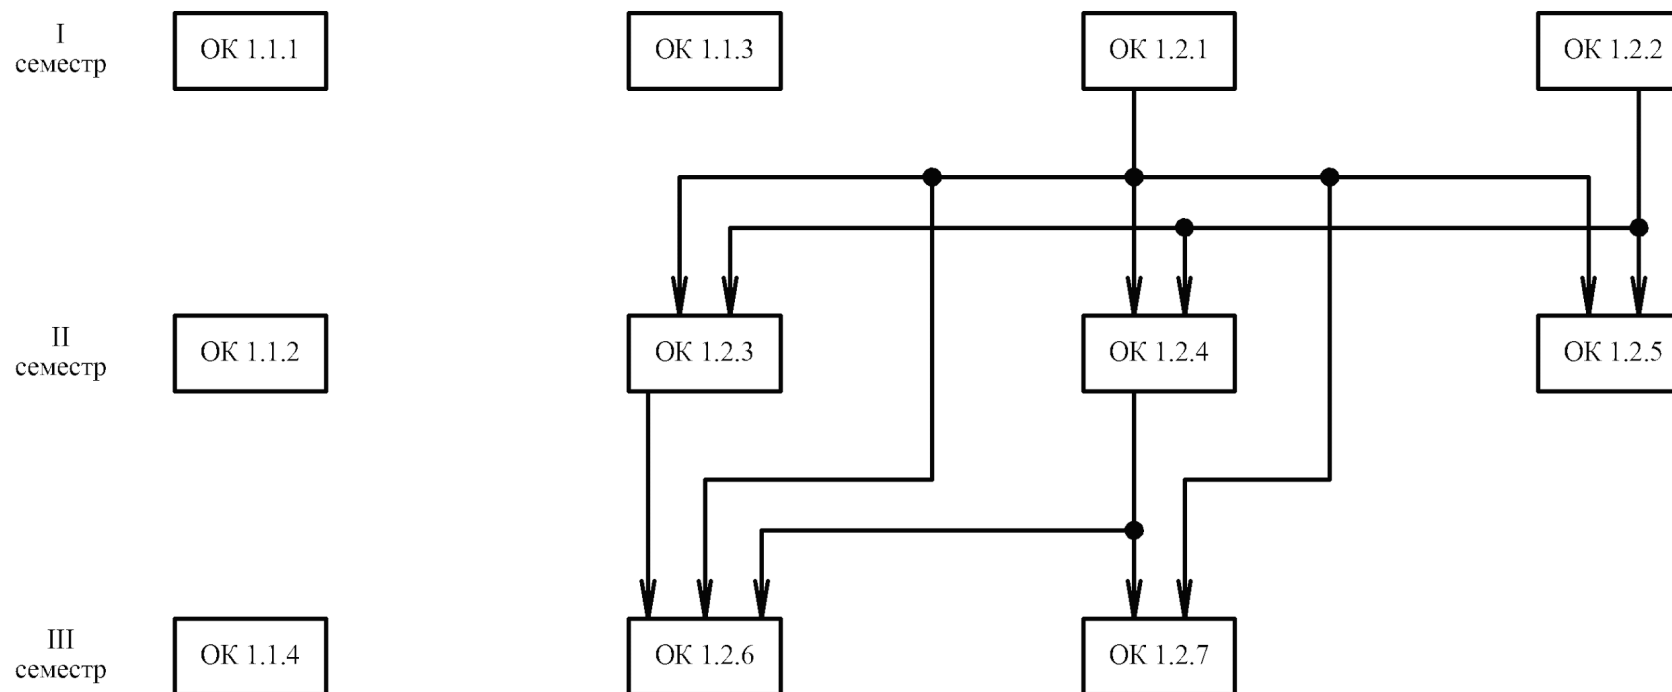 I
семестр
ОК 1.1.1
ОК 1.1.3
ОК 1.2.1
ОК 1.2.2
II
семестр
ОК 1.1.2
ОК 1.2.3
ОК 1.2.4
ОК 1.2.5
III
семестр
ОК 1.1.4
ОК 1.2.6
ОК 1.2.7